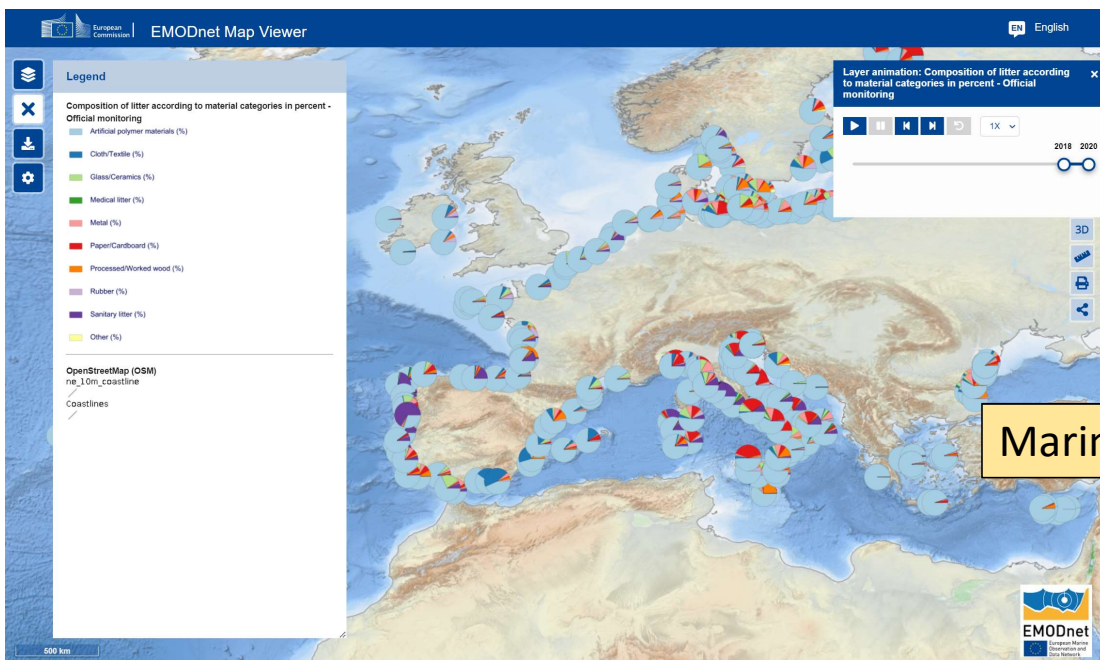 European
Commission
EMODnet Map Viewer
EN English
Legend
Composition of litter according to material categories in percent -
Official monitoring
Artificial polymer materials (%)
Cloth/Textile (%)
Glass/Ceramics (%)
Medical litter (%)
Metal (%)
Paper/Cardboard (%)
Processed/Worked wood (%)
Rubber (%)
Sanitary litter (%)
Other (%)
OpenStreetMap (OSM)
ne_10m_coastline
Coastlines
500 km
Layer animation: Composition of litter according
to material categories in percent - Official
monitoring
1X
2018 2020
3D
EMODnet
European Marine
Observation and
Data Network